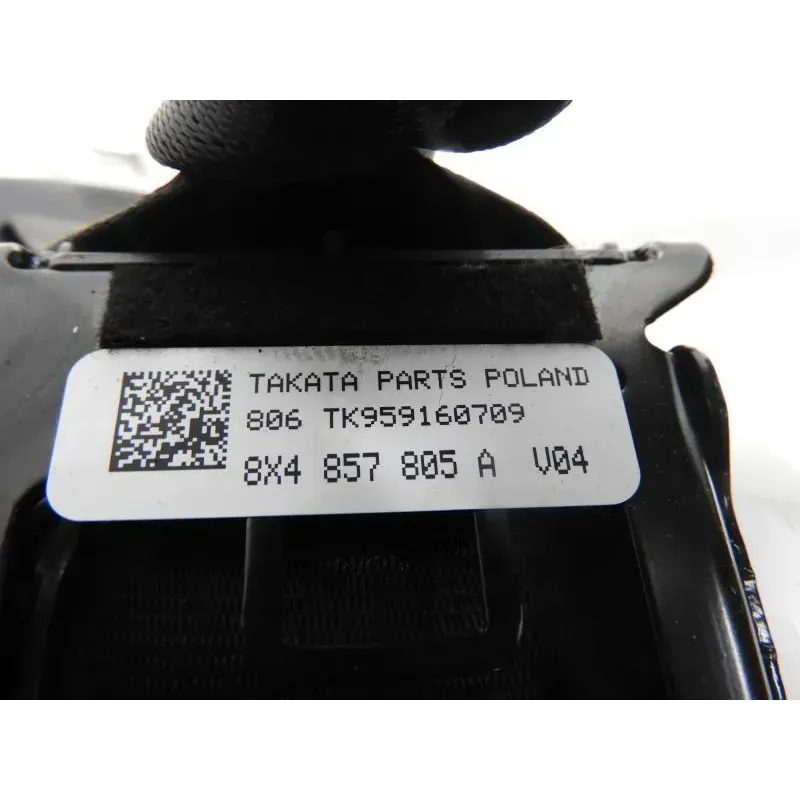 TAKATA PARTS POLAND
806 TK959160709
8X4 857 805 A V04